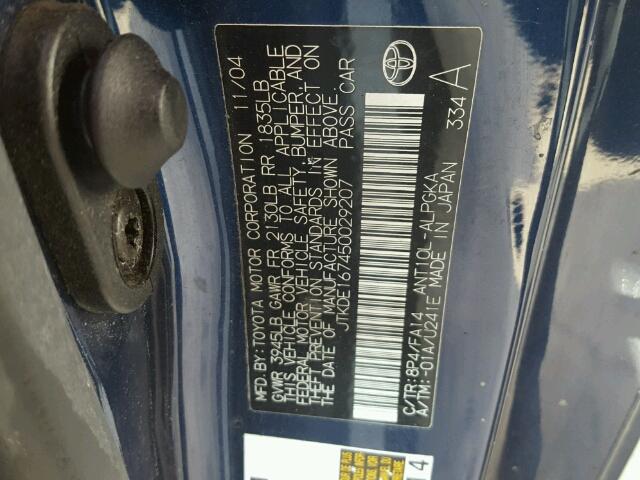 MFD.BY:TOYOTA MOTOR CORPORATION 11/04
GVWR 3945LB GAWR FR 2130LB RR 1835LB
THIS VEHICLE CONFORMS TO ALL APPLICABLE
FEDERAL MOTOR VEHICLE SAFETY, BUMPER, AND
THEFT PREVENTION STANDARDS IN EFFECT ON
THE DATE OF MANUFACTURE SHOWN ABOVE.
JTKDE167450029207 PASS CAR
334 A
C/TR:8P4/FA14 ANT10L-ALPGKA
A/TM:-01A/U241E MADE IN JAPAN
TOYOTA
14